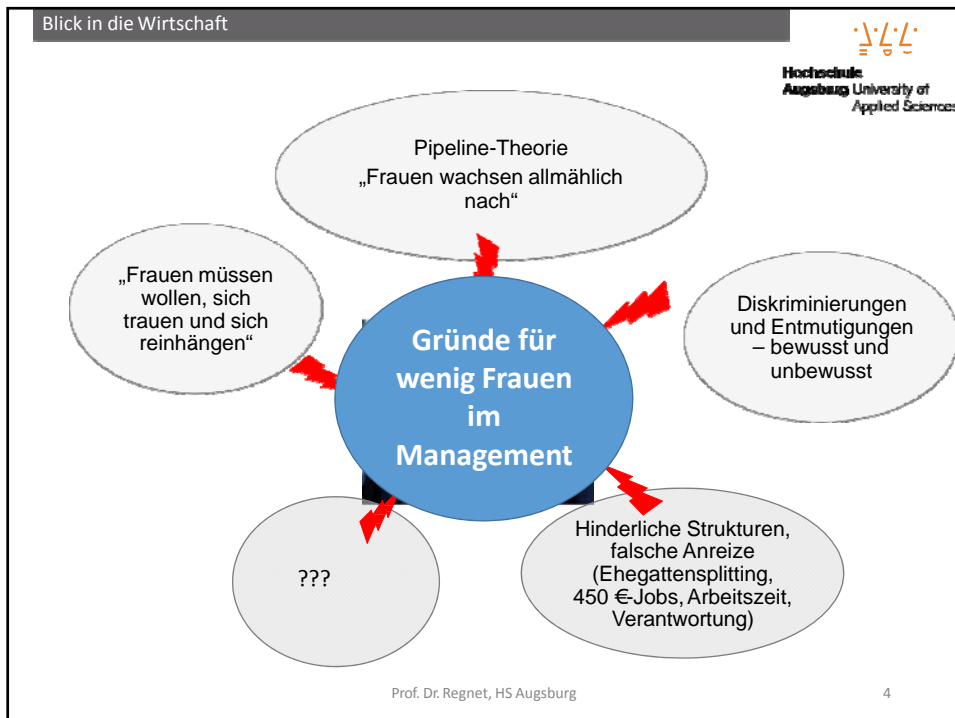 Blick in die Wirtschaft
Hochschule
Augsburg University of
Applied Sciences
Pipeline-Theorie
„Frauen wachsen allmählich
nach“
„Frauen müssen
wollen, sich
trauen und sich
reinhängen“
Diskriminierungen
und Entmutigungen
– bewusst und
unbewusst
Gründe für
wenig Frauen
im
Management
???
Hinderliche Strukturen,
falsche Anreize
(Ehegattensplitting,
450 €-Jobs, Arbeitszeit,
Verantwortung)
Prof. Dr. Regnet, HS Augsburg
4